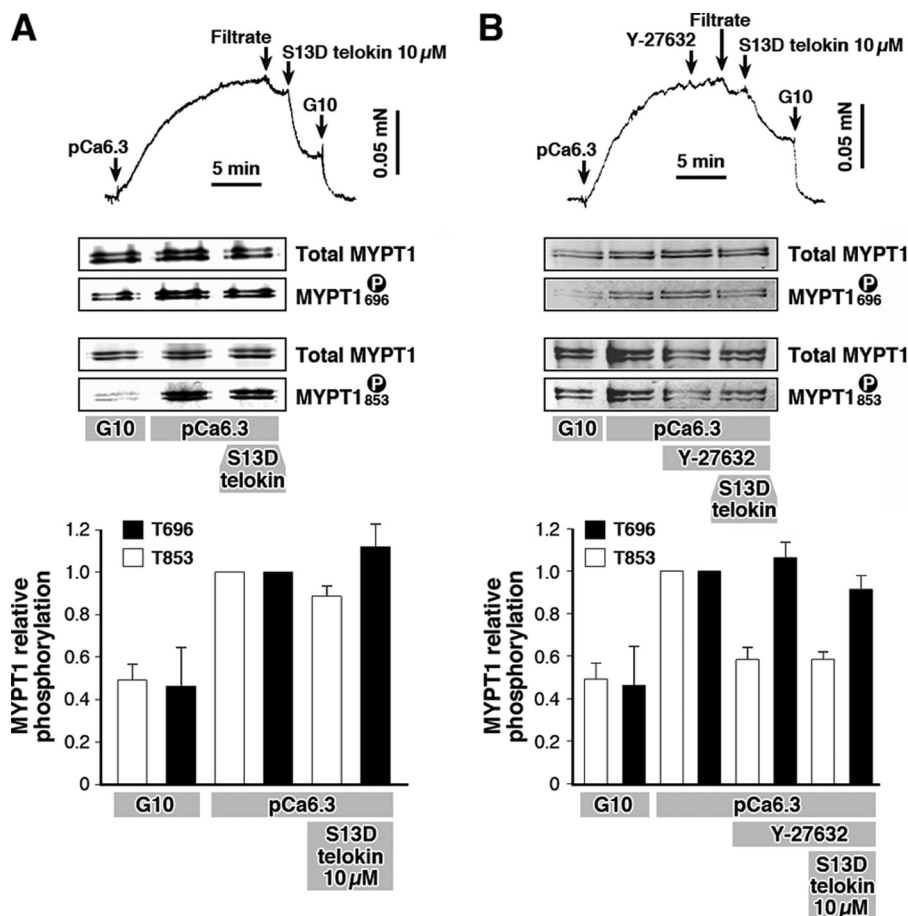 A
Filtrate
S13D telokin 10 µM
G10
pCa6.3
5 min
0.05 mN
Total MYPT1
MYPT1 P 696
Total MYPT1
MYPT1 P 853
G10 pCa6.3
S13D
telokin
T696
T853
MYPT1 relative
phosphorylation
1.2
1.0
0.8
0.6
0.4
0.2
0
G10 pCa6.3
S13D
telokin
10 µM
B
Filtrate
Y-27632
S13D telokin 10 µM
G10
pCa6.3
5 min
0.05 mN
Total MYPT1
MYPT1 P 696
Total MYPT1
MYPT1 P 853
G10 pCa6.3
Y-27632
S13D
telokin
T696
T853
MYPT1 relative
phosphorylation
1.2
1.0
0.8
0.6
0.4
0.2
0
G10 pCa6.3
Y-27632
S13D
telokin
10 µM